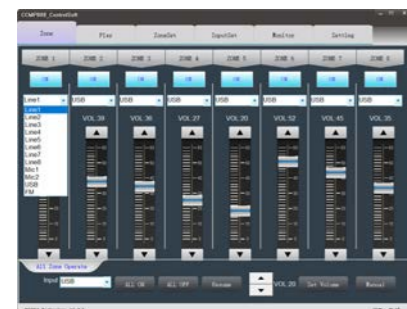 Zone Play ZoneSet InputSet Monitor Setting
ZONE 1 ZONE 2 ZONE 3 ZONE 4 ZONE 5 ZONE 6 ZONE 7 ZONE 8
ON ON ON ON ON ON ON ON
Line1 USB USB USB USB USB USB USB
Line1
Line2
Line3
Line4
Line5
Line6
Line7
Line8
Mic1
Mic2
USB
FM
VOL:39 VOL:36 VOL:27 VOL:20 VOL:52 VOL:45 VOL:35
All Zone Operate
Input USB ALL ON ALL OFF Rename VOL:20 Set Volume Manual